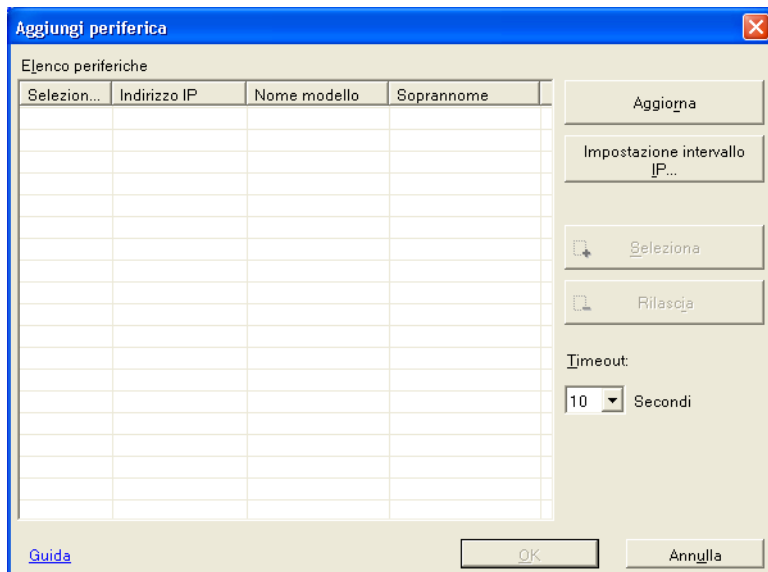 Aggiungi periferica
Elenco periferiche
Selezion... Indirizzo IP Nome modello Soprannome
Aggiorna
Impostazione intervallo
IP...
Seleziona
Rilascia
Timeout:
10 Secondi
Guida OK Annulla